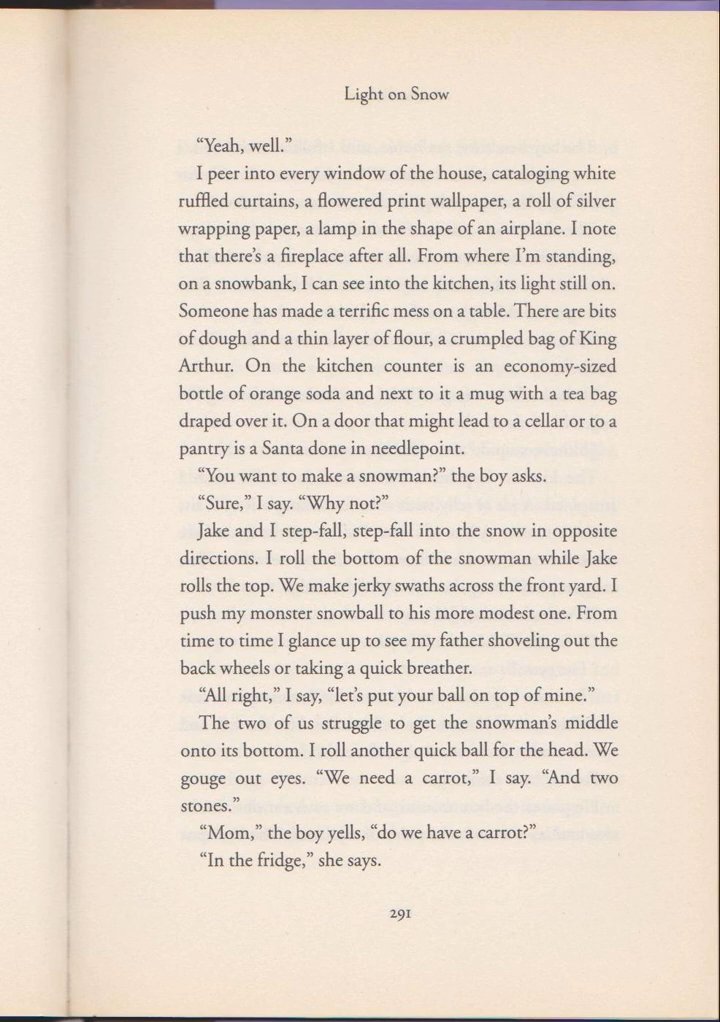 Light on Snow
“Yeah, well.”
I peer into every window of the house, cataloging white
ruffled curtains, a flowered print wallpaper, a roll of silver
wrapping paper, a lamp in the shape of an airplane. I note
that there’s a fireplace after all. From where I’m standing,
on a snowbank, I can see into the kitchen, its light still on.
Someone has made a terrific mess on a table. There are bits
of dough and a thin layer of flour, a crumpled bag of King
Arthur. On the kitchen counter is an economy-sized
bottle of orange soda and next to it a mug with a tea bag
draped over it. On a door that might lead to a cellar or to a
pantry is a Santa done in needlepoint.
“You want to make a snowman?” the boy asks.
“Sure,” I say. “Why not?”
Jake and I step-fall, step-fall into the snow in opposite
directions. I roll the bottom of the snowman while Jake
rolls the top. We make jerky swaths across the front yard. I
push my monster snowball to his more modest one. From
time to time I glance up to see my father shoveling out the
back wheels or taking a quick breather.
“All right,” I say, “let’s put your ball on top of mine.”
The two of us struggle to get the snowman’s middle
onto its bottom. I roll another quick ball for the head. We
gouge out eyes. “We need a carrot,” I say. “And two
stones.”
“Mom,” the boy yells, “do we have a carrot?”
“In the fridge,” she says.
291